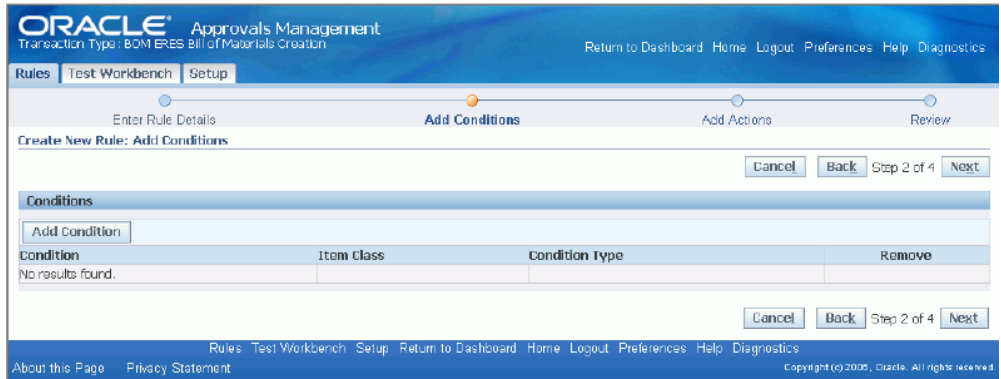 ORACLE® Approvals Management
Transaction Type: BOM ERES Bill of Materials Creation
Return to Dashboard Home Logout Preferences Help Diagnostics
Rules Test Workbench Setup
Enter Rule Details Add Conditions Add Actions Review
Create New Rule: Add Conditions
Cancel Back Step 2 of 4 Next
Conditions
Add Condition
Condition Item Class Condition Type Remove
No results found.
Cancel Back Step 2 of 4 Next
Rules Test Workbench Setup Return to Dashboard Home Logout Preferences Help Diagnostics
About this Page Privacy Statement Copyright (c) 2006, Oracle. All rights reserved.